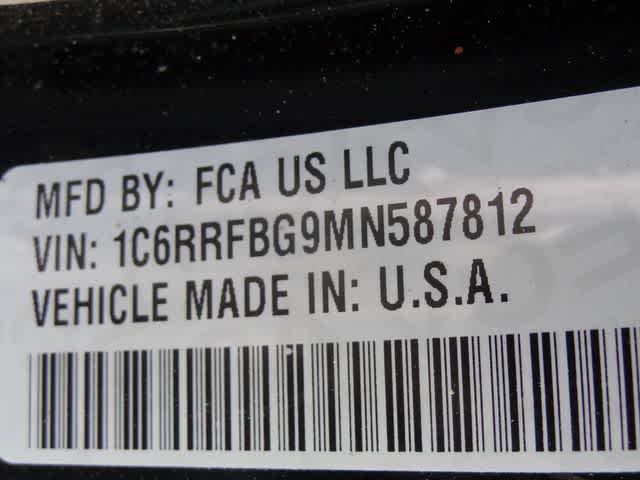 MFD BY: FCA US LLC
VIN: 1C6RRFBG9MN587812
VEHICLE MADE IN: U.S.A.